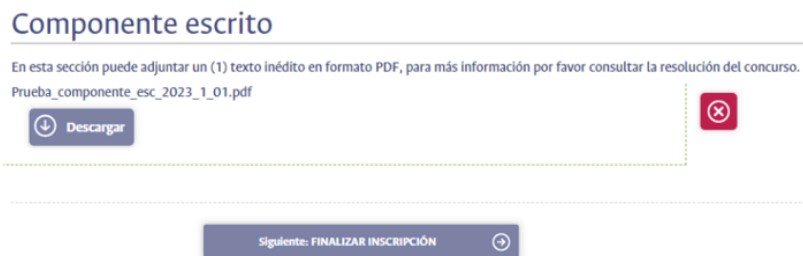 Componente escrito
En esta sección puede adjuntar un (1) texto inédito en formato PDF, para más información por favor consultar la resolución del concurso.
Prueba_componente_esc_2023_1_01.pdf
Descargar
Siguiente: FINALIZAR INSCRIPCIÓN